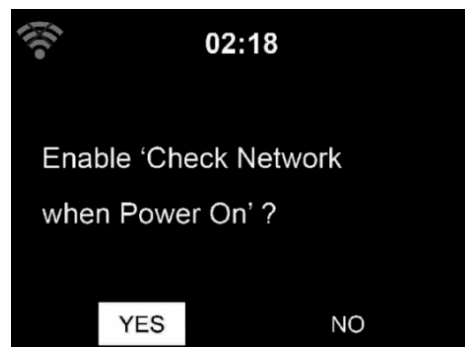 02:18
Enable ‘Check Network
when Power On’ ?
YES NO